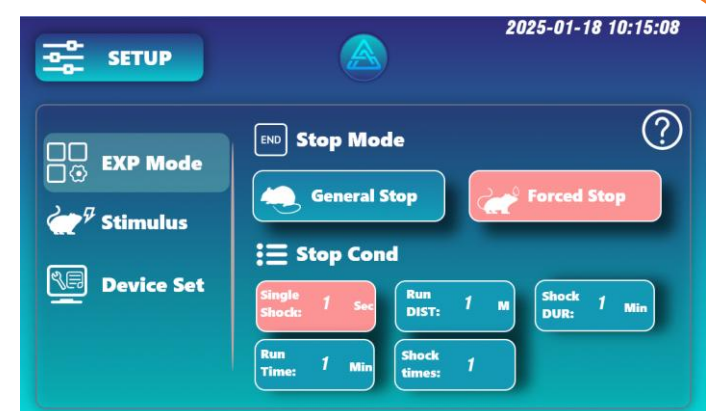 2025-01-18 10:15:08
SETUP
EXP Mode
Stimulus
Device Set
END Stop Mode
?
General Stop
Forced Stop
Stop Cond
Single Shock: 1 Sec
Run DIST: 1 M
Shock DUR: 1 Min
Run Time: 1 Min
Shock times: 1